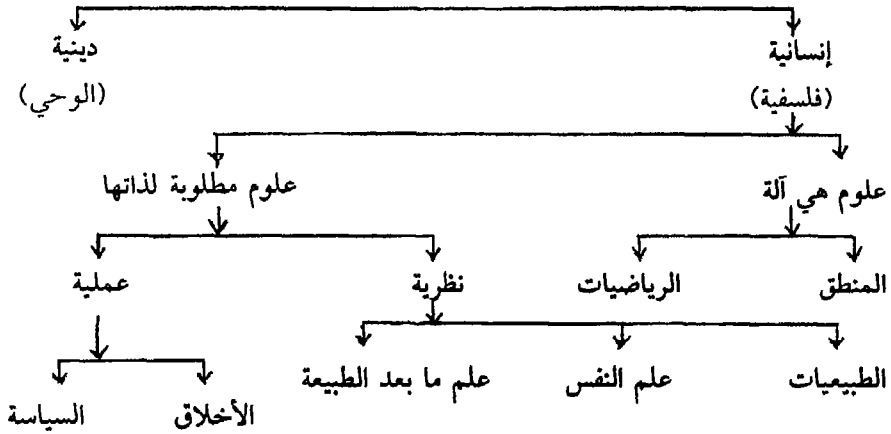 إنسانية دينية
(فلسفية) (الوحي)
علوم هي آلة علوم مطلوبة لذاتها
المنطق الرياضيات نظرية عملية
الطبيعيات علم النفس علم ما بعد الطبيعة
الأخلاق السياسة